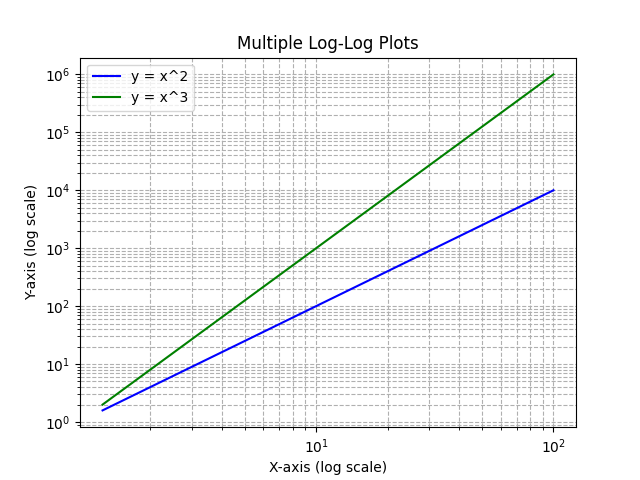 Multiple Log-Log Plots
y = x^2
y = x^3
Y-axis (log scale)
10^6
10^5
10^4
10^3
10^2
10^1
10^0
10^1 10^2
X-axis (log scale)